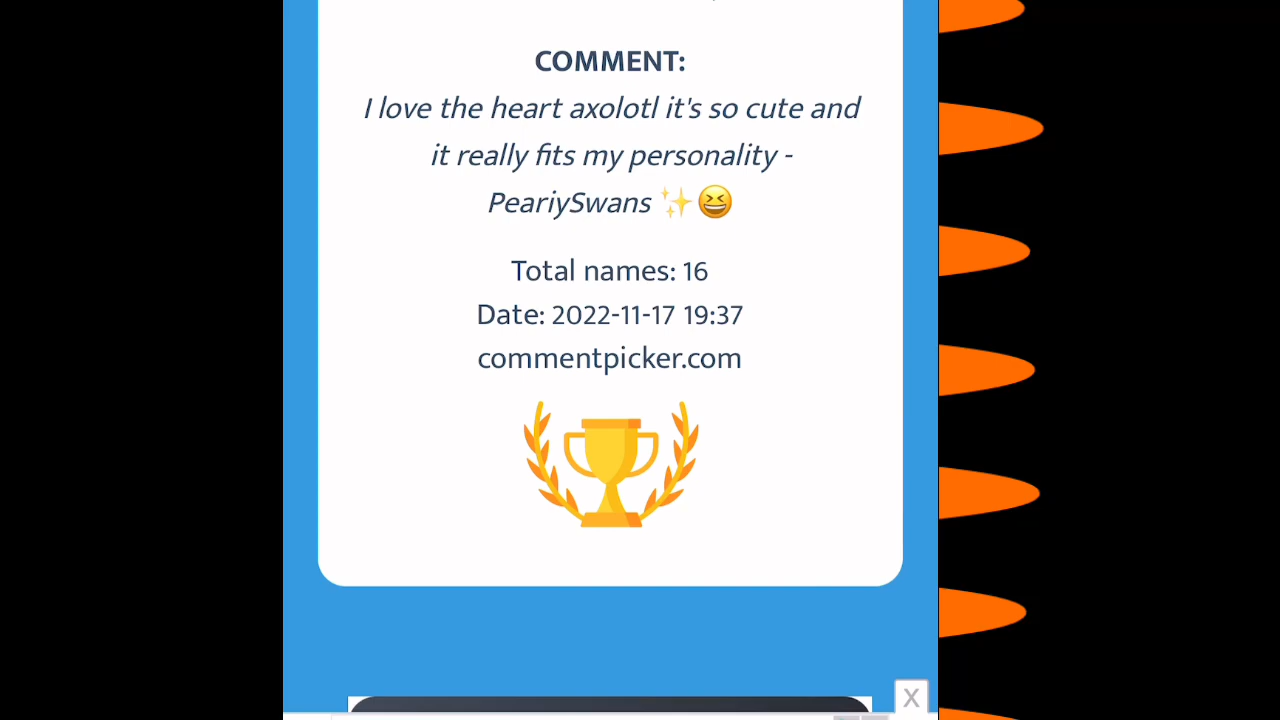 COMMENT:
I love the heart axolotl it's so cute and
it really fits my personality -
PeariySwans ✨😆
Total names: 16
Date: 2022-11-17 19:37
commentpicker.com
X